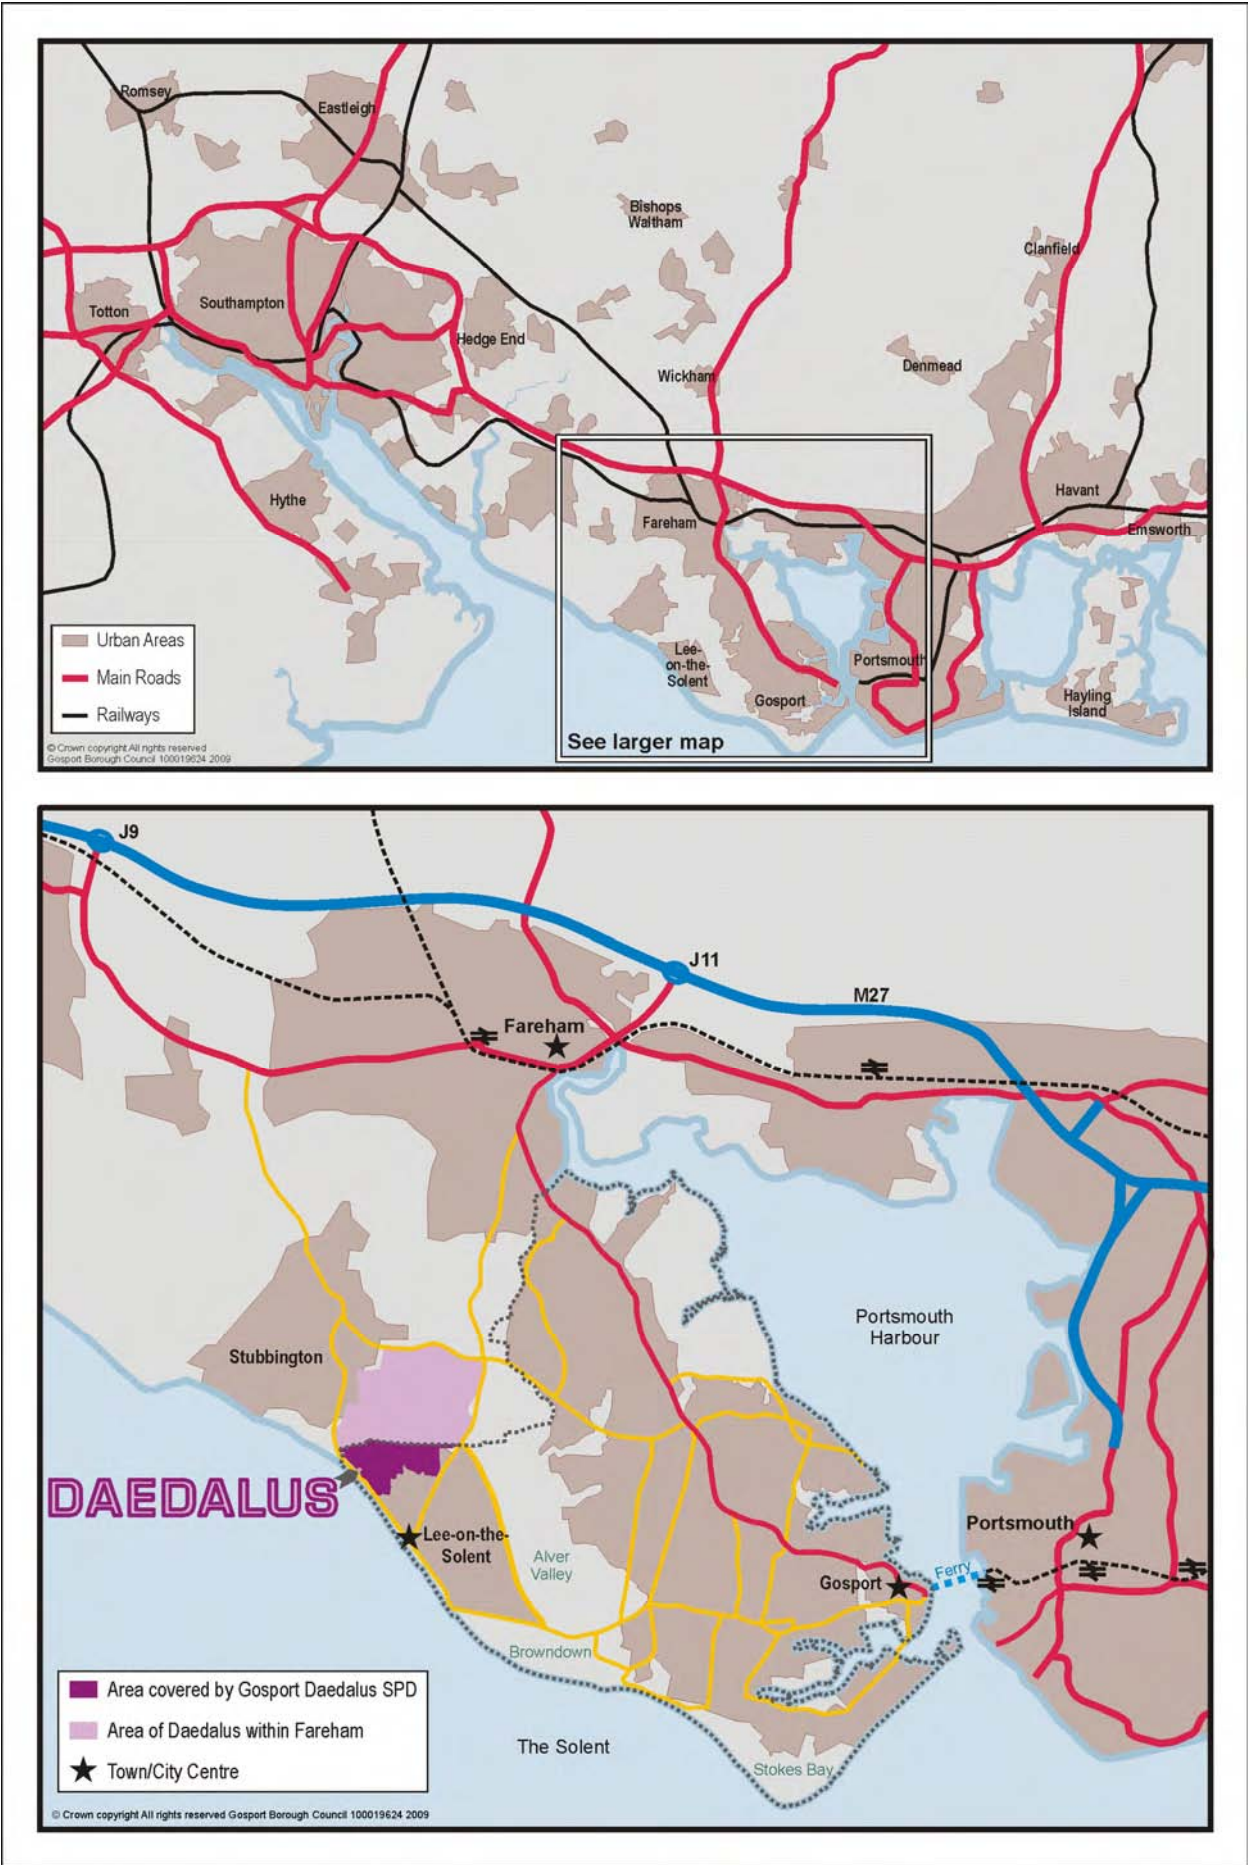 Romsey
Eastleigh
Bishops
Waltham
Clanfield
Totton
Southampton
Hedge End
Wickham
Denmead
Hythe
Fareham
Havant
Emsworth
Lee-
on-the-
Solent
Portsmouth
Gosport
Hayling
Island
See larger map
Urban Areas
Main Roads
Railways
© Crown copyright All rights reserved
Gosport Borough Council 100019624 2009
J9
J11
M27
Fareham
Portsmouth
Harbour
Stubbington
DAEDALUS
Lee-on-the-
Solent
Alver
Valley
Portsmouth
Gosport
Ferry
Browndown
The Solent
Stokes Bay
Area covered by Gosport Daedalus SPD
Area of Daedalus within Fareham
Town/City Centre
© Crown copyright All rights reserved Gosport Borough Council 100019624 2009